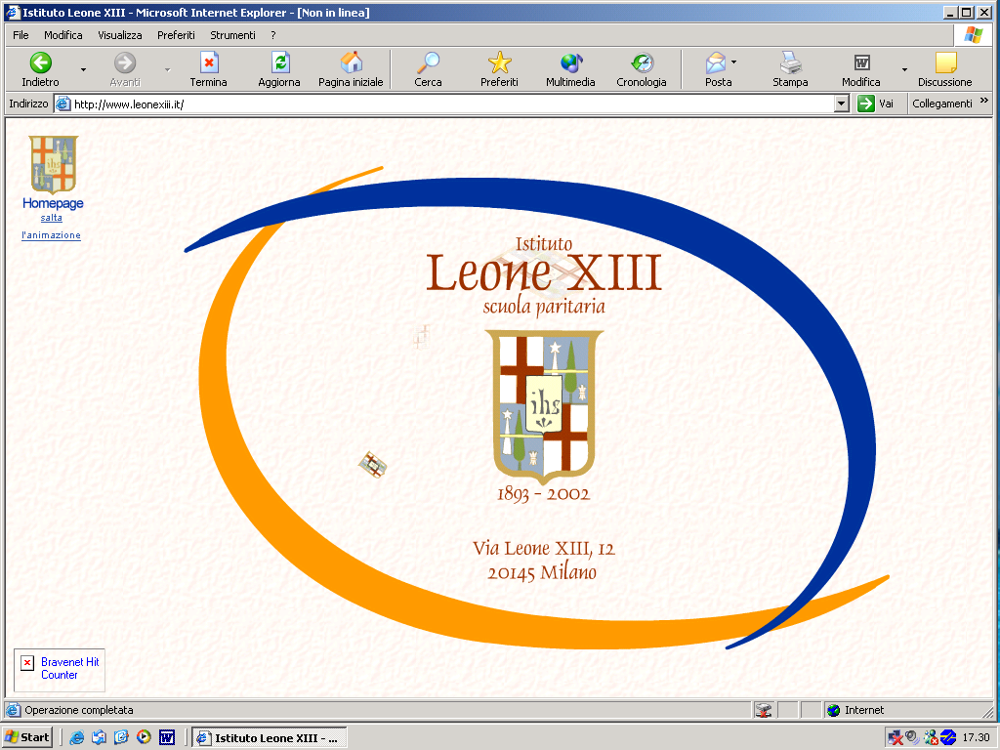 Istituto Leone XIII - Microsoft Internet Explorer - [Non in linea]
File Modifica Visualizza Preferiti Strumenti ?
Indietro Avanti Termina Aggiorna Pagina iniziale Cerca Preferiti Multimedia Cronologia Posta Stampa Modifica Discussione
Indirizzo http://www.leonexiii.it/ Vai Collegamenti »
ihs
Homepage
salta
l'animazione
Istituto
Leone XIII
scuola paritaria
ihs
1893 - 2002
Via Leone XIII, 12
20145 Milano
Bravenet Hit
Counter
Operazione completata Internet
Start Istituto Leone XIII - ... 17.30